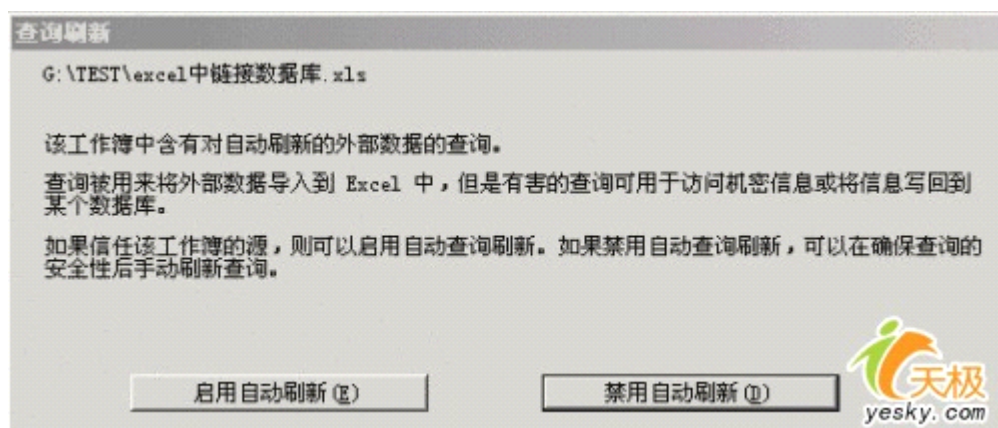 查询刷新
G:\TEST\excel中链接数据库.xls
该工作簿中含有对自动刷新的外部数据的查询。
查询被用来将外部数据导入到 Excel 中，但是有害的查询可用于访问机密信息或将信息写回到
某个数据库。
如果信任该工作簿的源，则可以启用自动查询刷新。如果禁用自动查询刷新，可以在确保查询的
安全性后手动刷新查询。
启用自动刷新(E)
禁用自动刷新(D)
天极
yesky.com